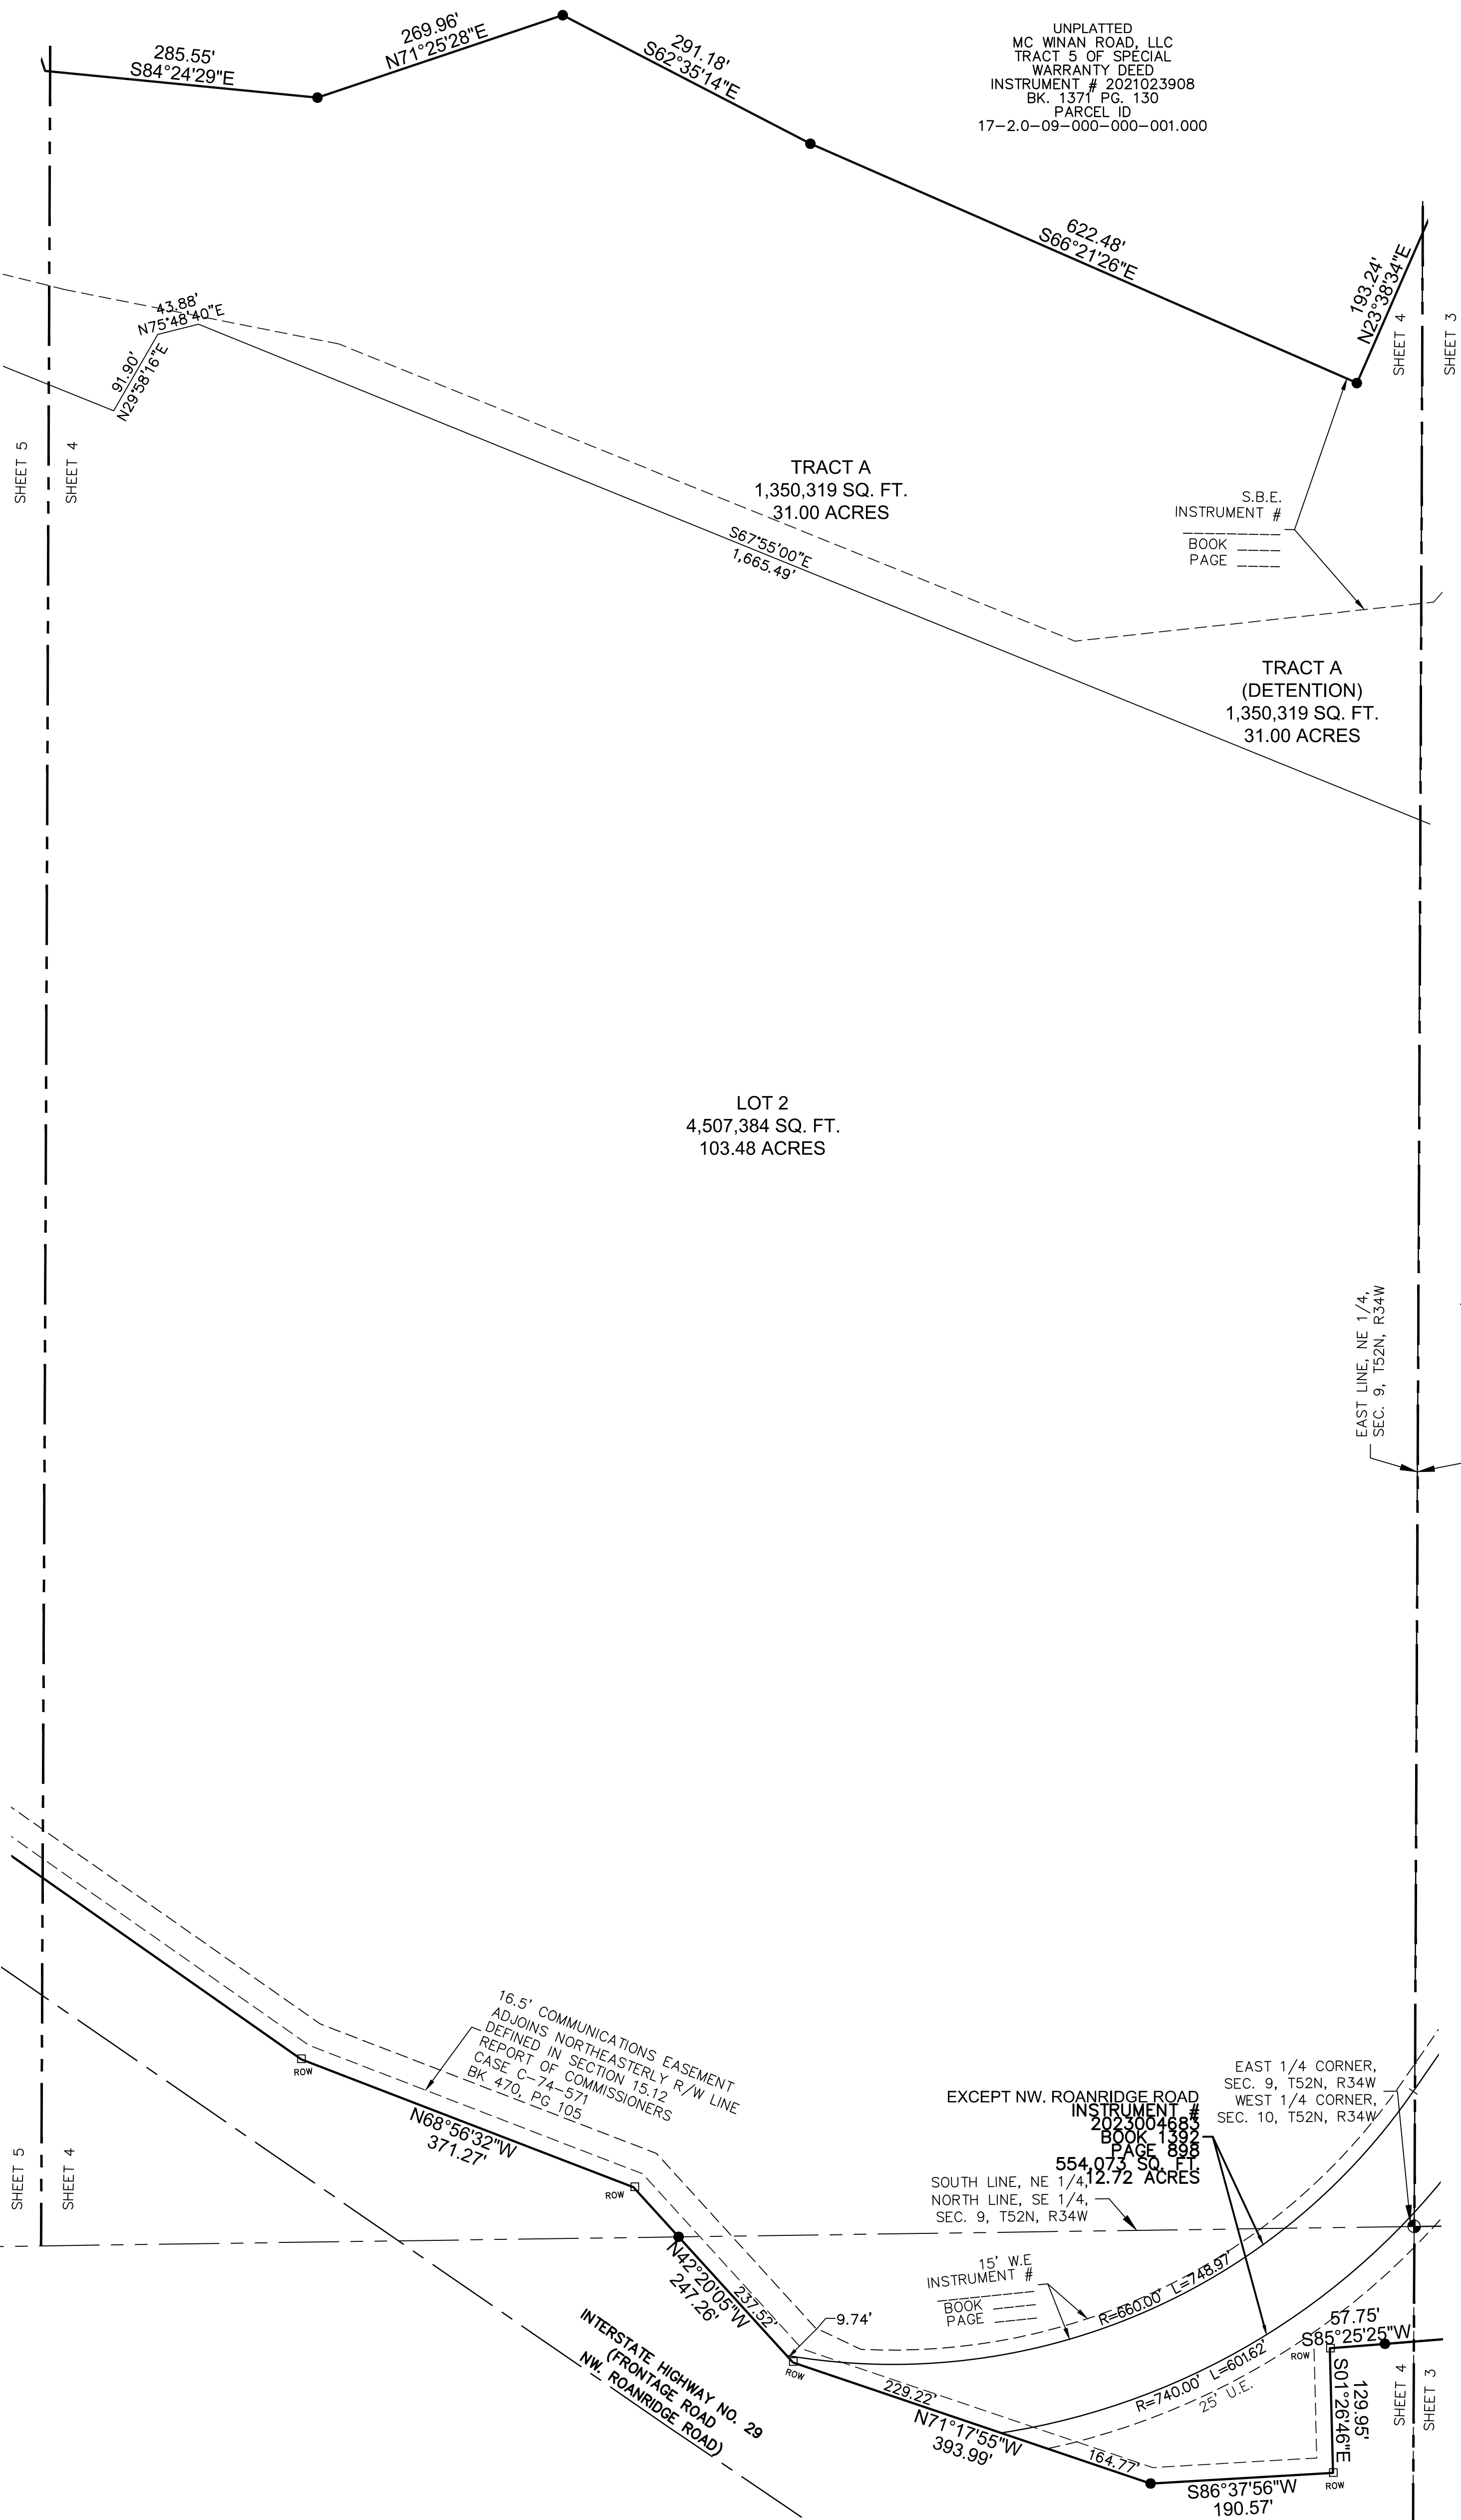 285.55'
S84°24'29"E
269.96'
N71°25'28"E
291.18'
S62°35'14"E
UNPLATTED
MC WINAN ROAD, LLC
TRACT 5 OF SPECIAL
WARRANTY DEED
INSTRUMENT # 2021023908
BK. 1371 PG. 130
PARCEL ID
17-2.0-09-000-000-001.000
622.48'
S66°21'26"E
193.24'
N23°38'34"E
SHEET 4
SHEET 3
43.88'
N75°48'40"E
91.90'
N29°58'16"E
SHEET 5
SHEET 4
TRACT A
1,350,319 SQ. FT.
31.00 ACRES
S67°55'00"E
1,665.49'
S.B.E.
INSTRUMENT #
_________
BOOK ____
PAGE ____
TRACT A
(DETENTION)
1,350,319 SQ. FT.
31.00 ACRES
LOT 2
4,507,384 SQ. FT.
103.48 ACRES
EAST LINE, NE 1/4,
SEC. 9, T52N, R34W
16.5' COMMUNICATIONS EASEMENT
ADJOINS NORTHEASTERLY R/W LINE
DEFINED IN SECTION 15.12
REPORT OF COMMISSIONERS
CASE C-74-571
BK 470, PG 105
ROW
N68°56'32"W
371.27'
ROW
SHEET 5
SHEET 4
EXCEPT NW. ROANRIDGE ROAD
INSTRUMENT #
2023004683
BOOK 1392
PAGE 898
554,073 SQ. FT.
12.72 ACRES
EAST 1/4 CORNER,
SEC. 9, T52N, R34W
WEST 1/4 CORNER,
SEC. 10, T52N, R34W
SOUTH LINE, NE 1/4,
NORTH LINE, SE 1/4,
SEC. 9, T52N, R34W
N42°20'05"W
247.26'
237.52'
9.74'
ROW
15' W.E
INSTRUMENT #
_________
BOOK ____
PAGE ____
R=660.00' L=748.97'
R=740.00' L=601.62'
25' U.E.
57.75'
S85°25'25"W
ROW
129.95'
S01°26'46"E
SHEET 4
SHEET 3
INTERSTATE HIGHWAY NO. 29
(FRONTAGE ROAD
NW. ROANRIDGE ROAD)
229.22'
N71°17'55"W
393.99'
164.77'
S86°37'56"W
190.57'
ROW